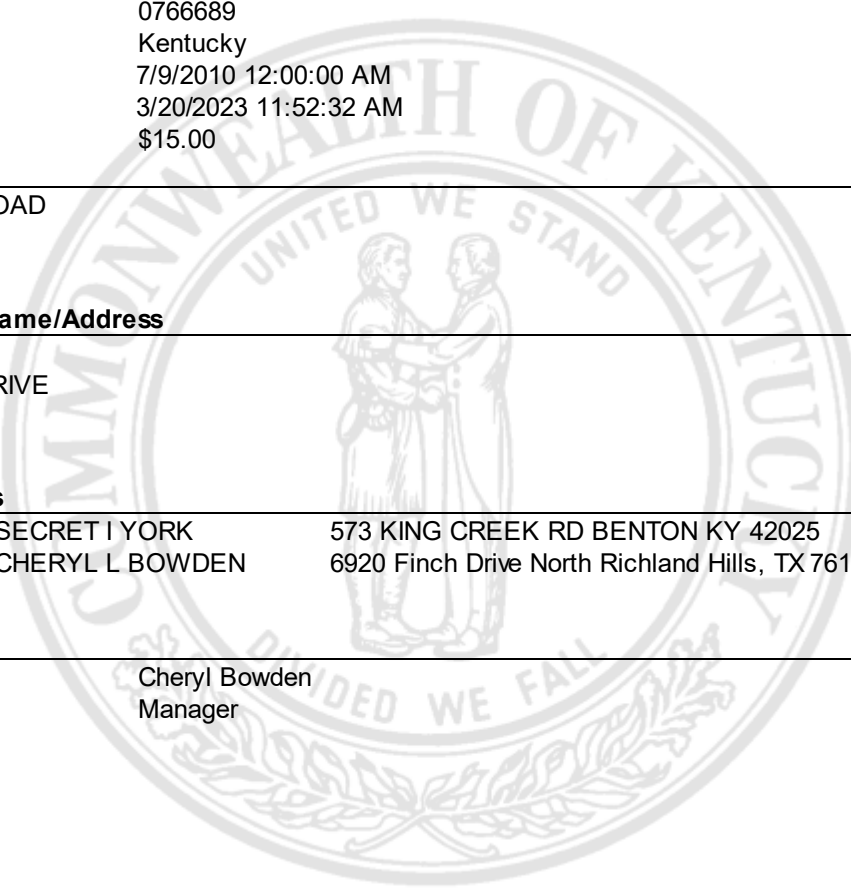 0766689
Kentucky
7/9/2010 12:00:00 AM
3/20/2023 11:52:32 AM
$15.00
OAD
ame/Address
RIVE
s
SECRET I YORK 573 KING CREEK RD BENTON KY 42025
CHERYL L BOWDEN 6920 Finch Drive North Richland Hills, TX 761
Cheryl Bowden
Manager
COMMONWEALTH OF KENTUCKY
UNITED WE STAND
DIVIDED WE FALL